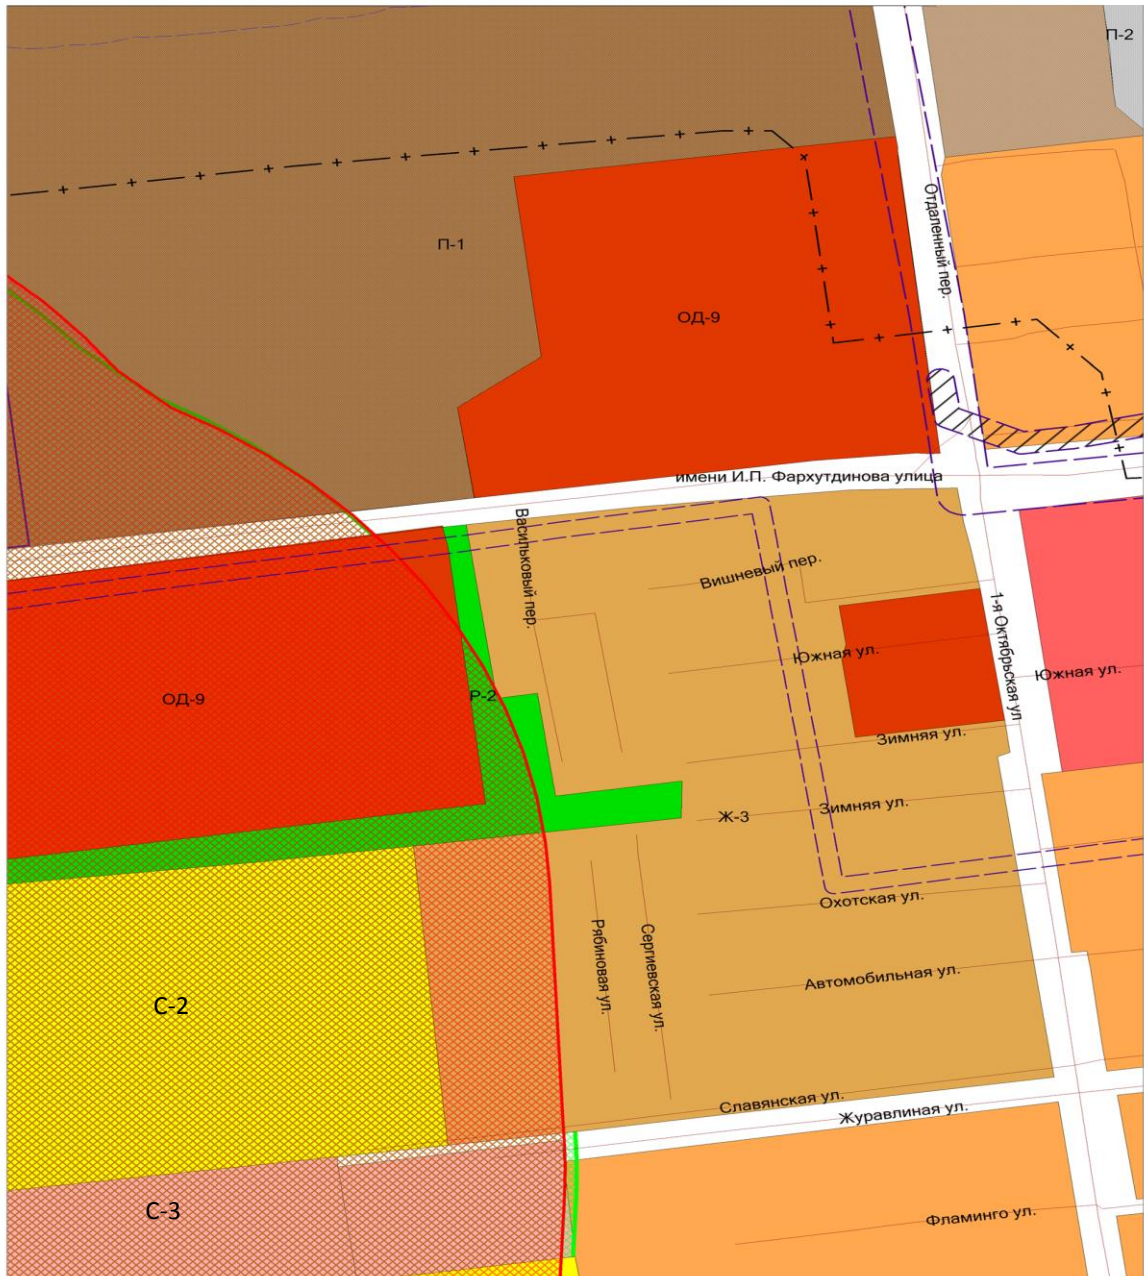 П-2
Отдаленный пер.
П-1
ОД-9
имени И.П. Фархутдинова улица
Васильковый пер.
Вишневый пер.
1-я Октябрьская ул
Южная ул.
Южная ул.
ОД-9
Р-2
Зимняя ул.
Зимняя ул.
Ж-3
Охотская ул.
Рябиновая ул.
Сергиевская ул.
Автомобильная ул.
С-2
Славянская ул.
Журавлиная ул.
С-3
Фламинго ул.